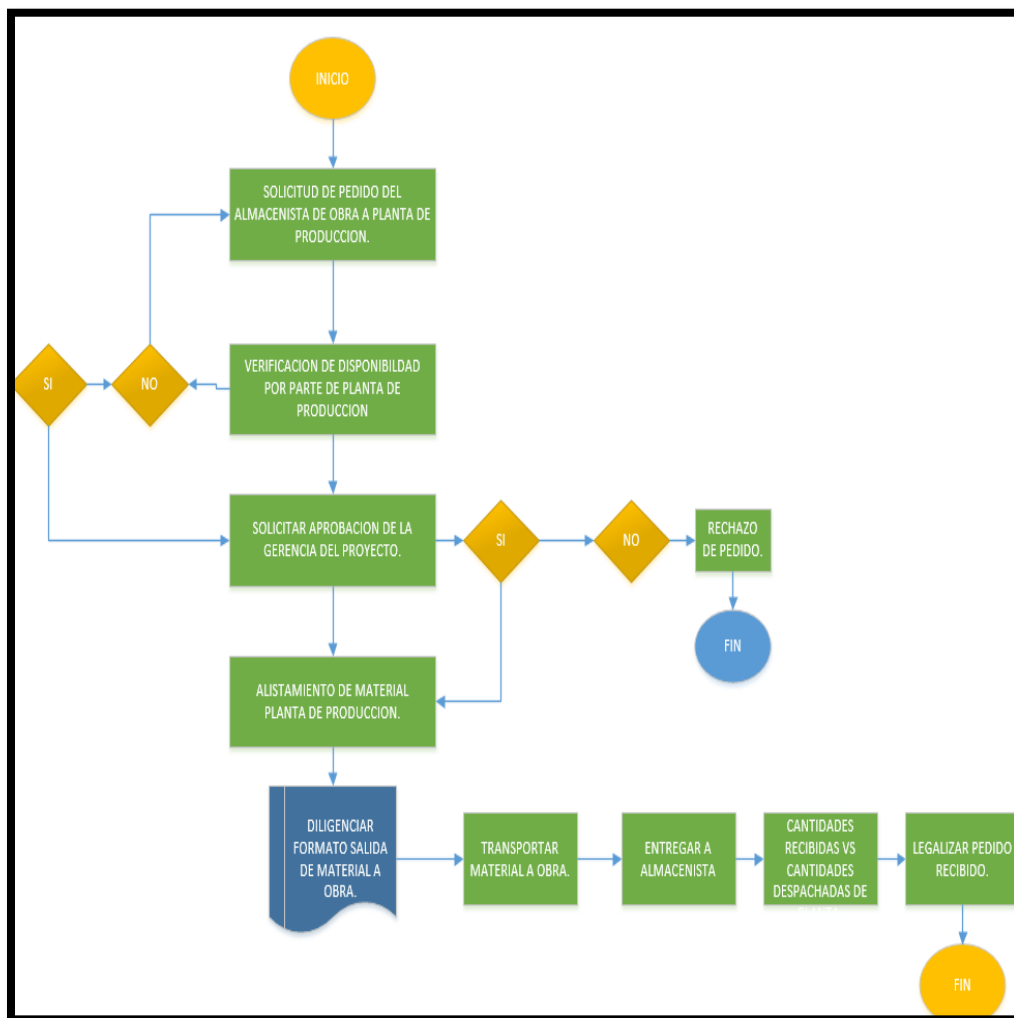 INICIO
SOLICITUD DE PEDIDO DEL
ALMACENISTA DE OBRA A PLANTA DE
PRODUCCION.
SI
NO
VERIFICACION DE DISPONIBILDAD
POR PARTE DE PLANTA DE
PRODUCCION
SOLICITAR APROBACION DE LA
GERENCIA DEL PROYECTO.
SI
NO
RECHAZO
DE PEDIDO.
FIN
ALISTAMIENTO DE MATERIAL
PLANTA DE PRODUCCION.
DILIGENCIAR
FORMATO SALIDA
DE MATERIAL A
OBRA.
TRANSPORTAR
MATERIAL A OBRA.
ENTREGAR A
ALMACENISTA
CANTIDADES
RECIBIDAS VS
CANTIDADES
DESPACHADAS DE
LEGALIZAR PEDIDO
RECIBIDO.
FIN